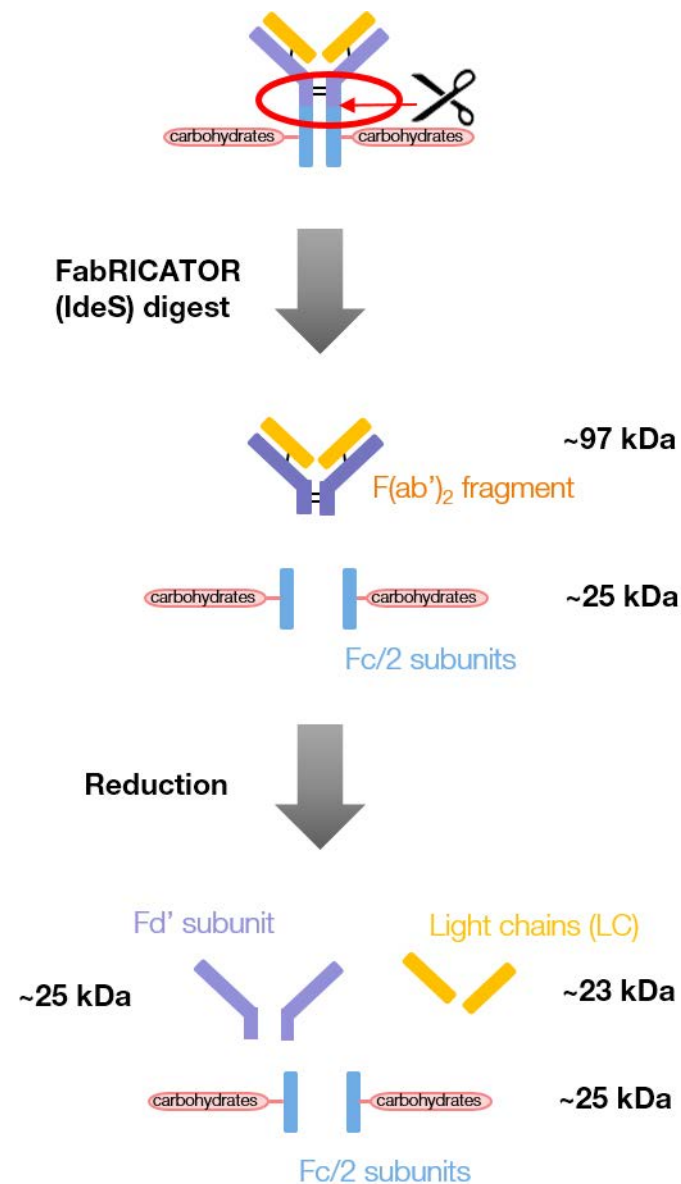 carbohydrates carbohydrates
FabRICATOR
(IdeS) digest
~97 kDa
F(ab’)₂ fragment
carbohydrates carbohydrates ~25 kDa
Fc/2 subunits
Reduction
Fd’ subunit Light chains (LC)
~25 kDa ~23 kDa
carbohydrates carbohydrates ~25 kDa
Fc/2 subunits